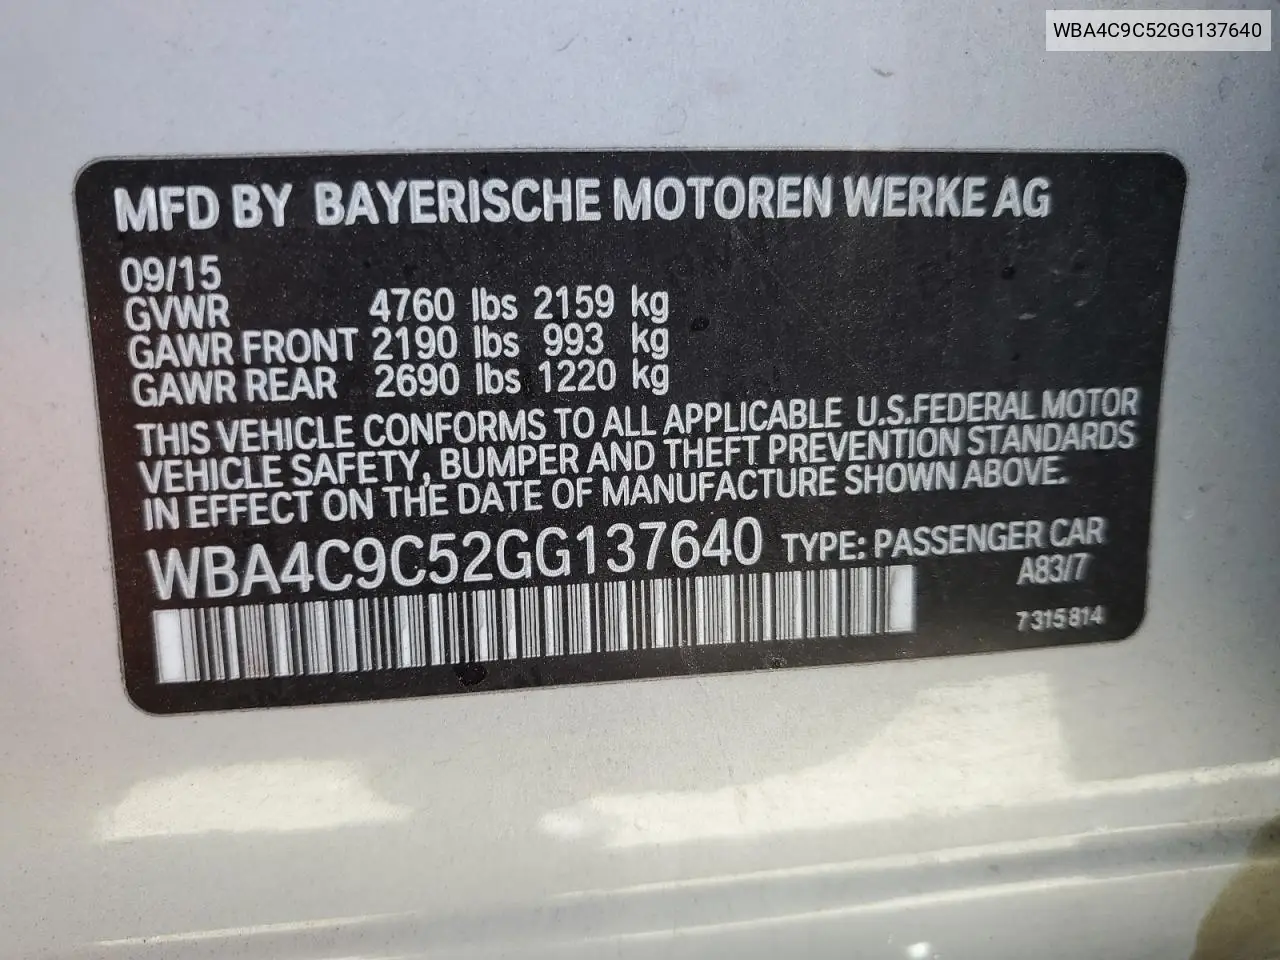 WBA4C9C52GG137640
MFD BY BAYERISCHE MOTOREN WERKE AG
09/15
GVWR 4760 lbs 2159 kg
GAWR FRONT 2190 lbs 993 kg
GAWR REAR 2690 lbs 1220 kg
THIS VEHICLE CONFORMS TO ALL APPLICABLE U.S.FEDERAL MOTOR
VEHICLE SAFETY, BUMPER AND THEFT PREVENTION STANDARDS
IN EFFECT ON THE DATE OF MANUFACTURE SHOWN ABOVE.
WBA4C9C52GG137640 TYPE: PASSENGER CAR
A83/7
7 315 814